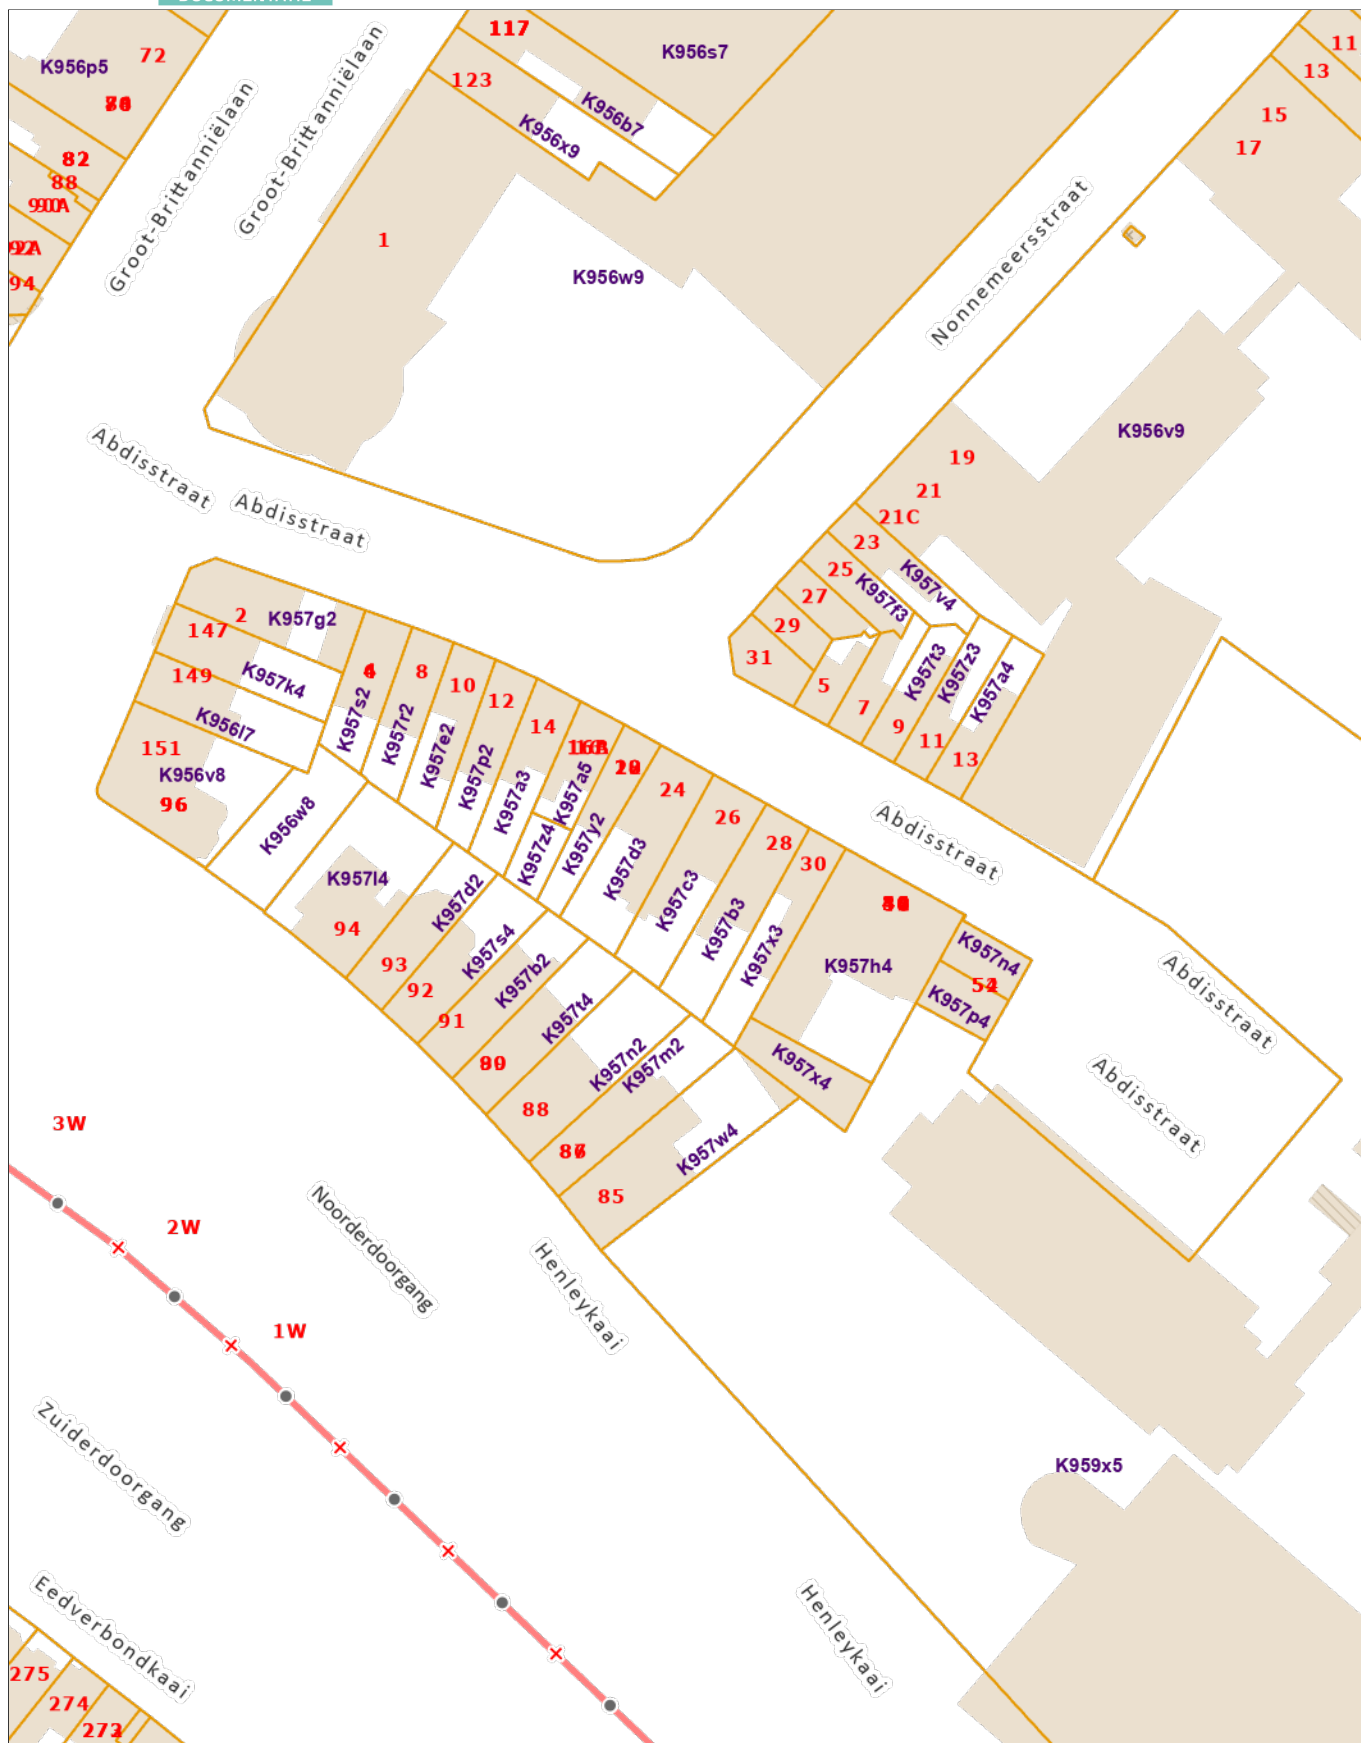 117
K956s7
11
72
K956p5
13
123
K956b7
15
K956x9
17
82
88
Groot-Brittanniëlaan
Groot-Brittanniëlaan
1
94
K956w9
Nonnemeersstraat
K956v9
Abdisstraat
Abdisstraat
19
21
21C
23
25
K957v4
K957f3
27
29
31
5
7
9
11
13
K957t3
K957z3
K957a4
2
K957g2
147
K957k4
149
K956l7
151
K956v8
96
K956w8
8
10
12
14
24
26
28
30
K957s2
K957r2
K957e2
K957p2
K957a3
K957a5
K957z4
K957y2
K957d3
K957c3
K957b3
K957x3
K957h4
K957n4
K957p4
K957x4
Abdisstraat
Abdisstraat
Abdisstraat
K957l4
94
K957d2
93
92
K957s4
91
K957b2
K957t4
88
K957n2
K957m2
85
K957w4
3W
2W
1W
Noorderdoorgang
Henleykaai
Zuiderdoorgang
K959x5
Eedverbondkaai
Henleykaai
275
274